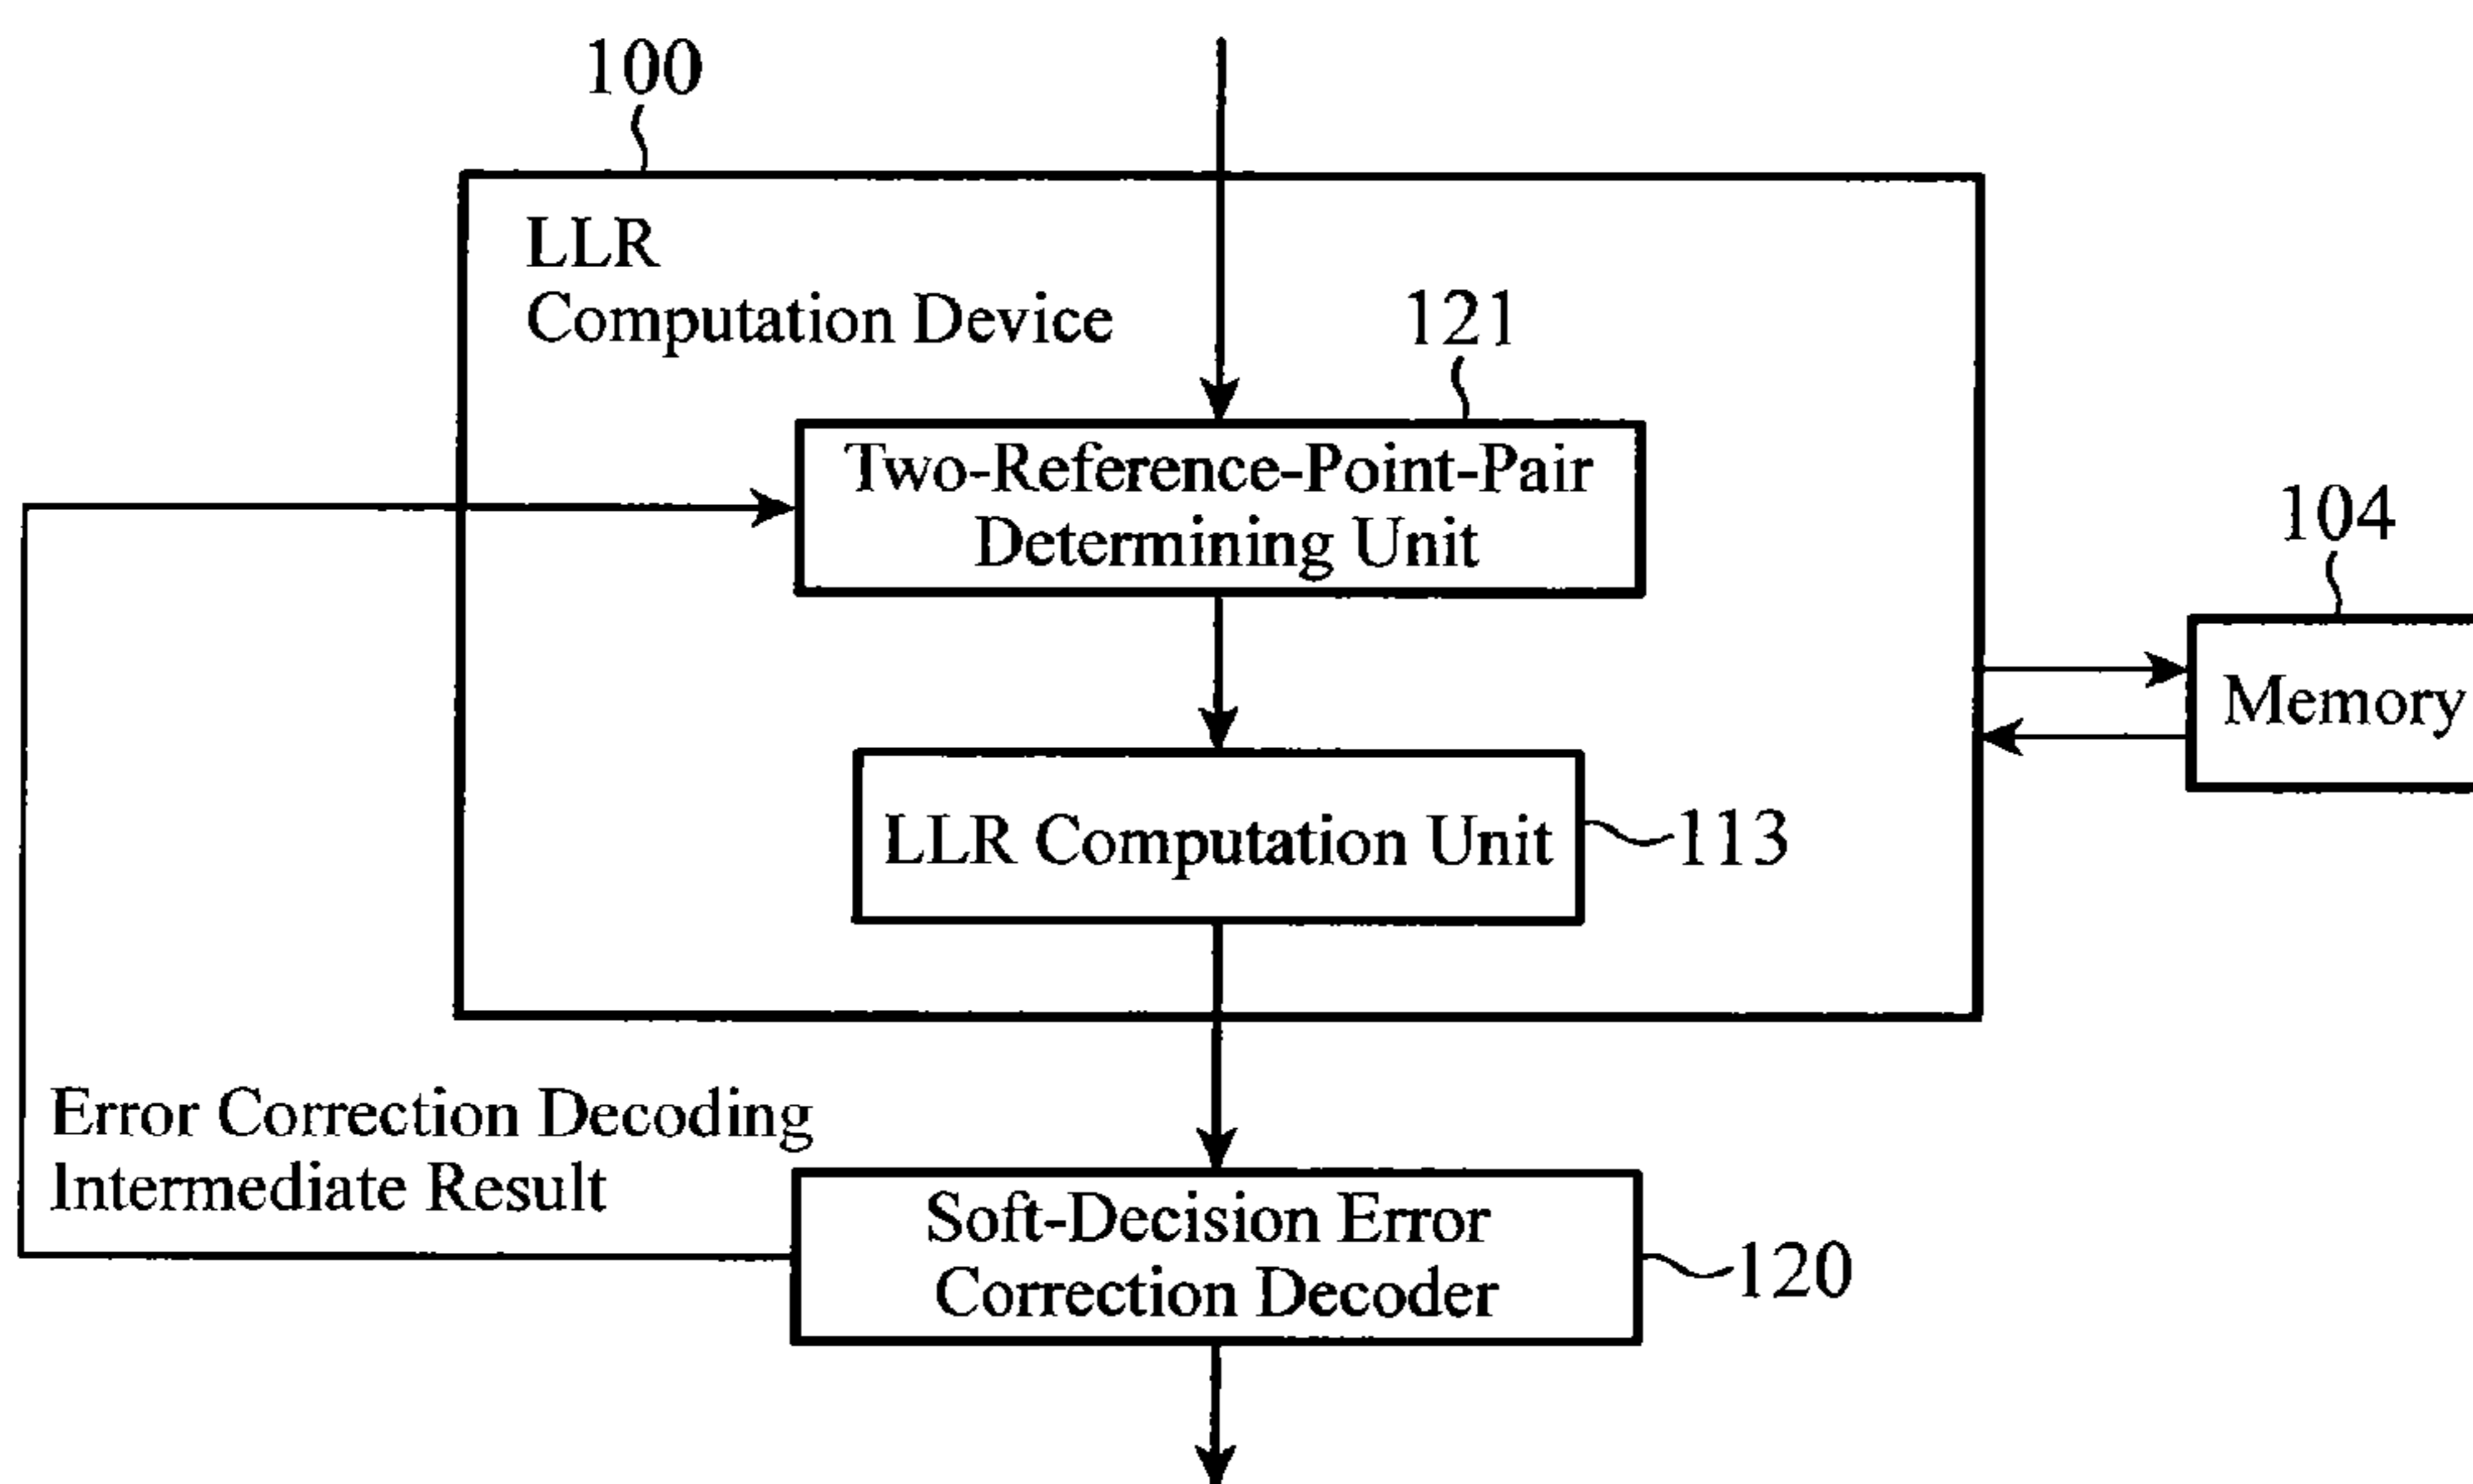 100
LLR
Computation Device
121
Two-Reference-Point-Pair
Determining Unit
104
Memory
LLR Computation Unit
113
Error Correction Decoding
Intermediate Result
Soft-Decision Error
Correction Decoder
120